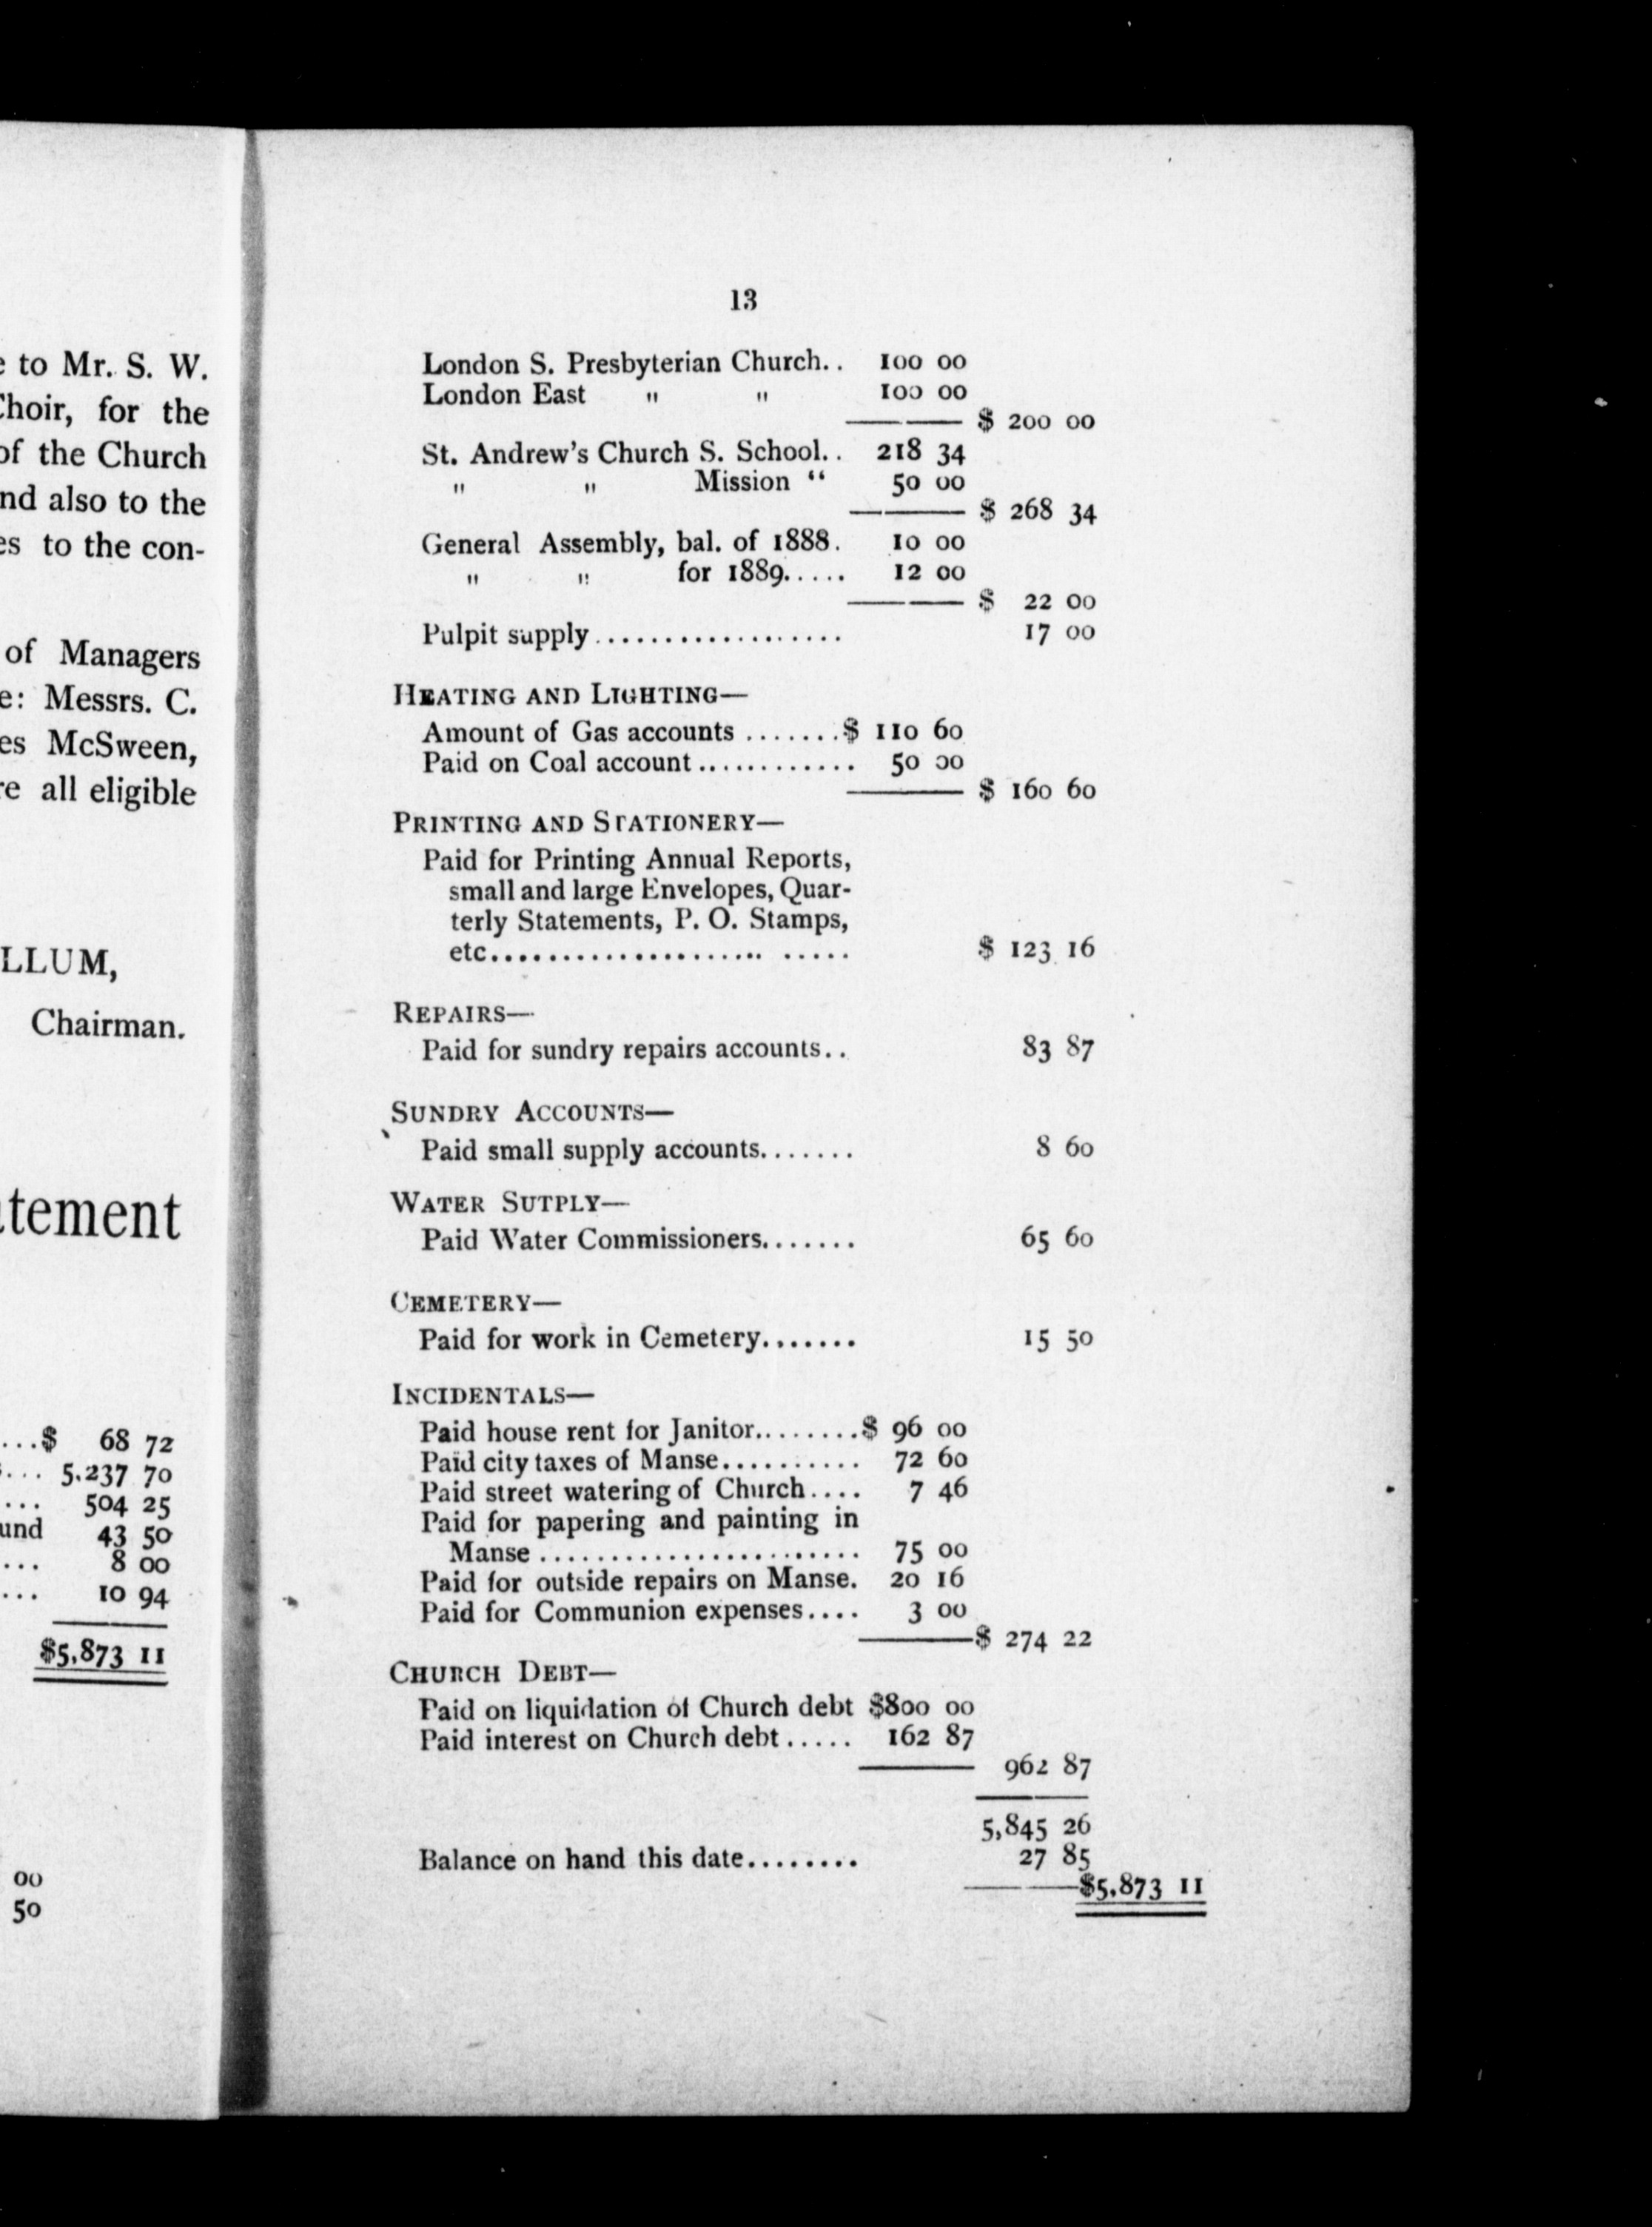 to Mr. S. W.
Choir, for the
of the Church
and also to the
to the con-
of Managers
Messrs. C.
McSween,
all eligible
LLUM,
Chairman.
tement
...$ 68 72
... 5,237 70
... 504 25
und 43 50
... 8 00
... 10 94
$5,873 11
00
50
13
London S. Presbyterian Church.. 100 00
London East " " 100 00
$ 200 00
St. Andrew's Church S. School.. 218 34
" " Mission " 50 00
$ 268 34
General Assembly, bal. of 1888. 10 00
" " for 1889..... 12 00
$ 22 00
Pulpit supply.................. 17 00
HEATING AND LIGHTING—
Amount of Gas accounts .......$ 110 60
Paid on Coal account............ 50 00
$ 160 60
PRINTING AND STATIONERY—
Paid for Printing Annual Reports,
small and large Envelopes, Quar-
terly Statements, P. O. Stamps,
etc..................... ..... $ 123 16
REPAIRS—
Paid for sundry repairs accounts.. 83 87
SUNDRY ACCOUNTS—
Paid small supply accounts....... 8 60
WATER SUTPLY—
Paid Water Commissioners....... 65 60
CEMETERY—
Paid for work in Cemetery....... 15 50
INCIDENTALS—
Paid house rent for Janitor........$ 96 00
Paid city taxes of Manse.......... 72 60
Paid street watering of Church.... 7 46
Paid for papering and painting in
Manse ....................... 75 00
Paid for outside repairs on Manse. 20 16
Paid for Communion expenses.... 3 00
$ 274 22
CHURCH DEBT—
Paid on liquidation of Church debt $800 00
Paid interest on Church debt..... 162 87
962 87
5,845 26
Balance on hand this date........ 27 85
$5,873 11